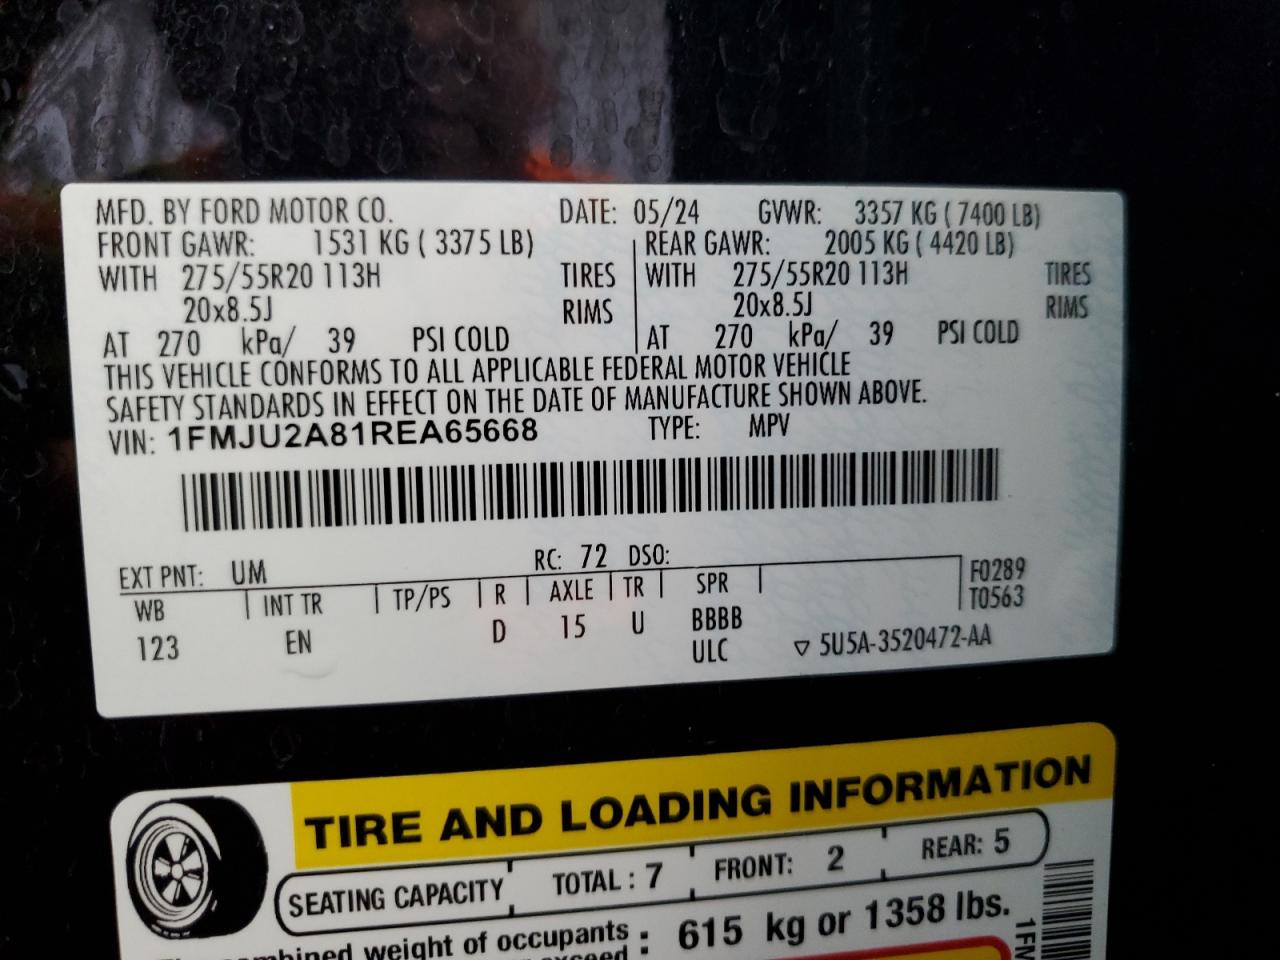 MFD. BY FORD MOTOR CO. DATE: 05/24 GVWR: 3357 KG ( 7400 LB)
FRONT GAWR: 1531 KG ( 3375 LB) REAR GAWR: 2005 KG ( 4420 LB)
WITH 275/55R20 113H TIRES WITH 275/55R20 113H TIRES
20x8.5J RIMS 20x8.5J RIMS
AT 270 kPa/ 39 PSI COLD AT 270 kPa/ 39 PSI COLD
THIS VEHICLE CONFORMS TO ALL APPLICABLE FEDERAL MOTOR VEHICLE
SAFETY STANDARDS IN EFFECT ON THE DATE OF MANUFACTURE SHOWN ABOVE.
VIN: 1FMJU2A81REA65668 TYPE: MPV
EXT PNT: UM RC: 72 DSO:
WB INT TR TP/PS R AXLE TR SPR F0289
T0563
123 EN D 15 U BBBB
ULC ▽ 5U5A-3520472-AA
TIRE AND LOADING INFORMATION
SEATING CAPACITY TOTAL : 7 FRONT: 2 REAR: 5
combined weight of occupants : 615 kg or 1358 lbs.
exceed
1FM